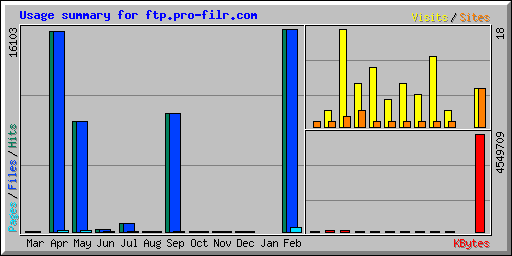 Usage summary for ftp.pro-filr.com
Visits/Sites
16103
18
Pages/Files/Hits
4549709
Mar Apr May Jun Jul Aug Sep Oct Nov Dec Jan Feb
KBytes